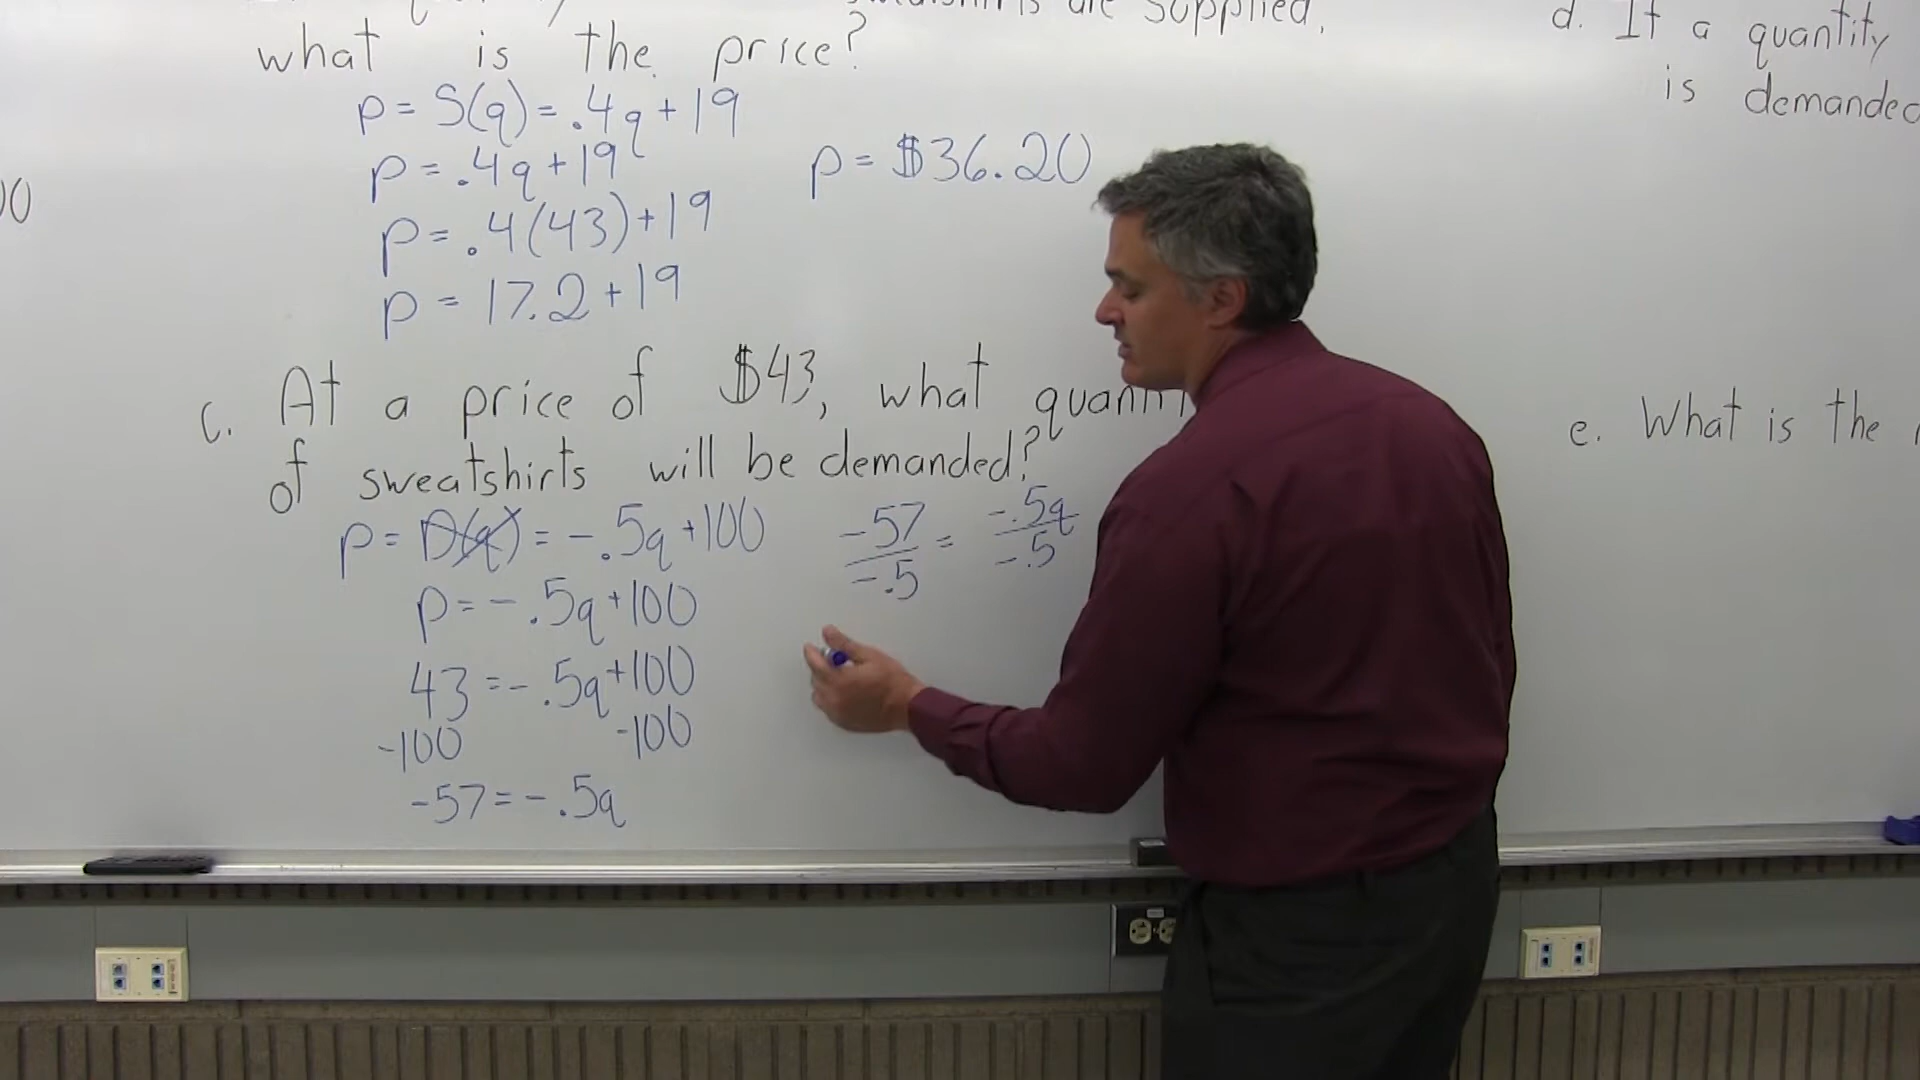 are supplied,
what is the price?
p = S(q) = .4q + 19
p = .4q + 19
p = .4(43) + 19
p = 17.2 + 19
p = $36.20
c. At a price of $43, what
of sweatshirts will be demanded?
p = D(q) = -.5q + 100
p = -.5q + 100
43 = -.5q + 100
-100 -100
-57 = -.5q
-57/-.5 = -.5q/-.5
d. If a quantity
is demanded
e. What is the